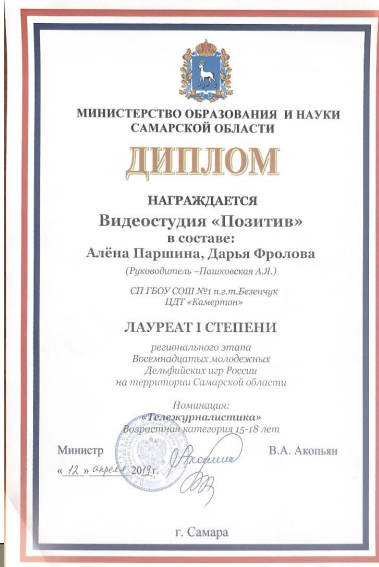 МИНИСТЕРСТВО ОБРАЗОВАНИЯ И НАУКИ
САМАРСКОЙ ОБЛАСТИ
ДИПЛОМ
НАГРАЖДАЕТСЯ
Видеостудия «Позитив»
в составе:
Алёна Паршина, Дарья Фролова
(Руководитель –Пашковская А.Я.)
СП ГБОУ СОШ №1 п.г.т.Безенчук
ЦДТ «Камертон»
ЛАУРЕАТ I СТЕПЕНИ
регионального этапа
Восемнадцатых молодежных
Дельфийских игр России
на территории Самарской области
Номинация:
«Тележурналистика»
Возрастная категория 15-18 лет
Министр В.А. Акопьян
« 12 » апреля 2019г.
г. Самара